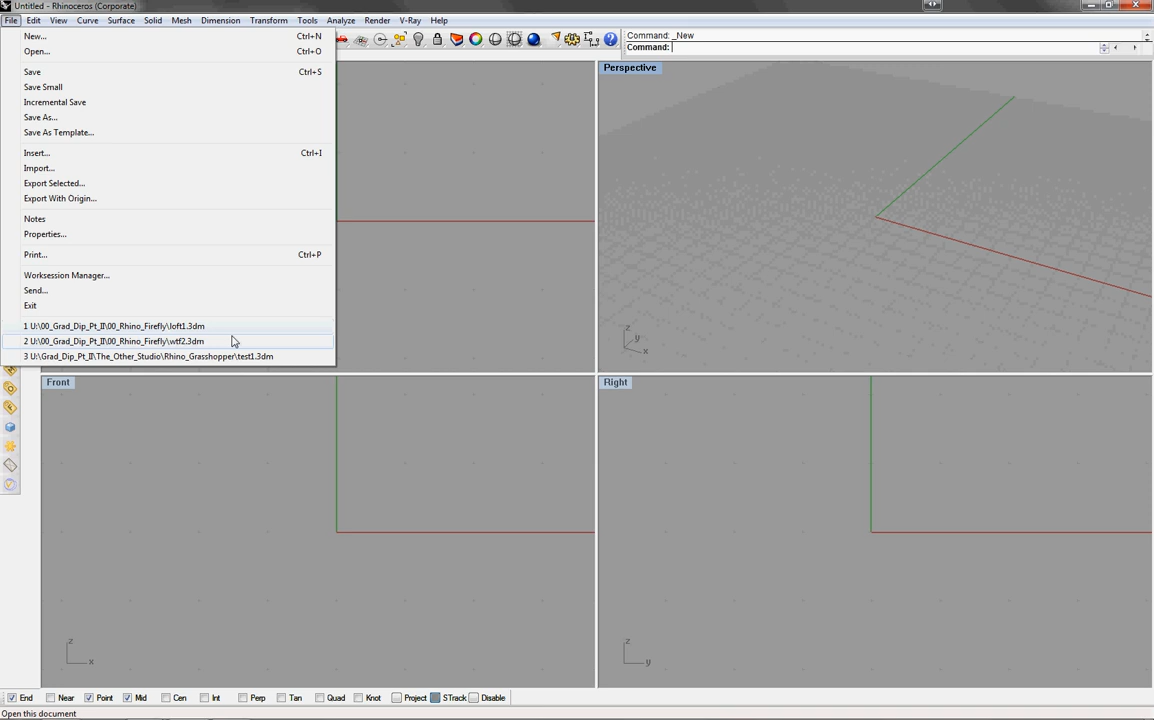 Untitled - Rhinoceros (Corporate)
File Edit View Curve Surface Solid Mesh Dimension Transform Tools Analyze Render V-Ray Help
New... Ctrl+N
Open... Ctrl+O
Save Ctrl+S
Save Small
Incremental Save
Save As...
Save As Template...
Insert... Ctrl+I
Import...
Export Selected...
Export With Origin...
Notes
Properties...
Print... Ctrl+P
Worksession Manager...
Send...
Exit
1 U:\00_Grad_Dip_Pt_II\00_Rhino_Firefly\loft1.3dm
2 U:\00_Grad_Dip_Pt_II\00_Rhino_Firefly\wtf2.3dm
3 U:\Grad_Dip_Pt_II\The_Other_Studio\Rhino_Grasshopper\test1.3dm
Command: _New
Command:
Perspective
z
y
x
Front
z
x
Right
z
y
End Near Point Mid Cen Int Perp Tan Quad Knot Project STrack Disable
Open this document